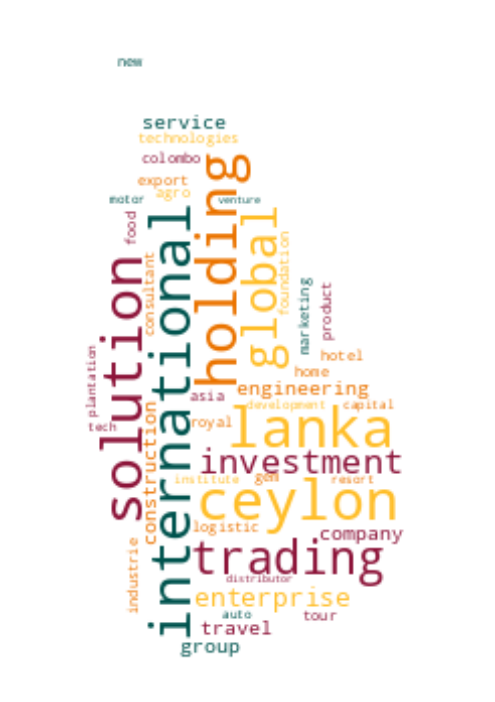 new
service
technologies
colombo
holding
export
agro
motor
venture
international
global
food
foundation
consultant
solution
marketing
product
plantation
hotel
home
engineering
asia
development
capital
construction
lanka
royal
tech
investment
institute
gem
resort
ceylon
logistic
company
industrie
trading
distributor
enterprise
auto
tour
travel
group